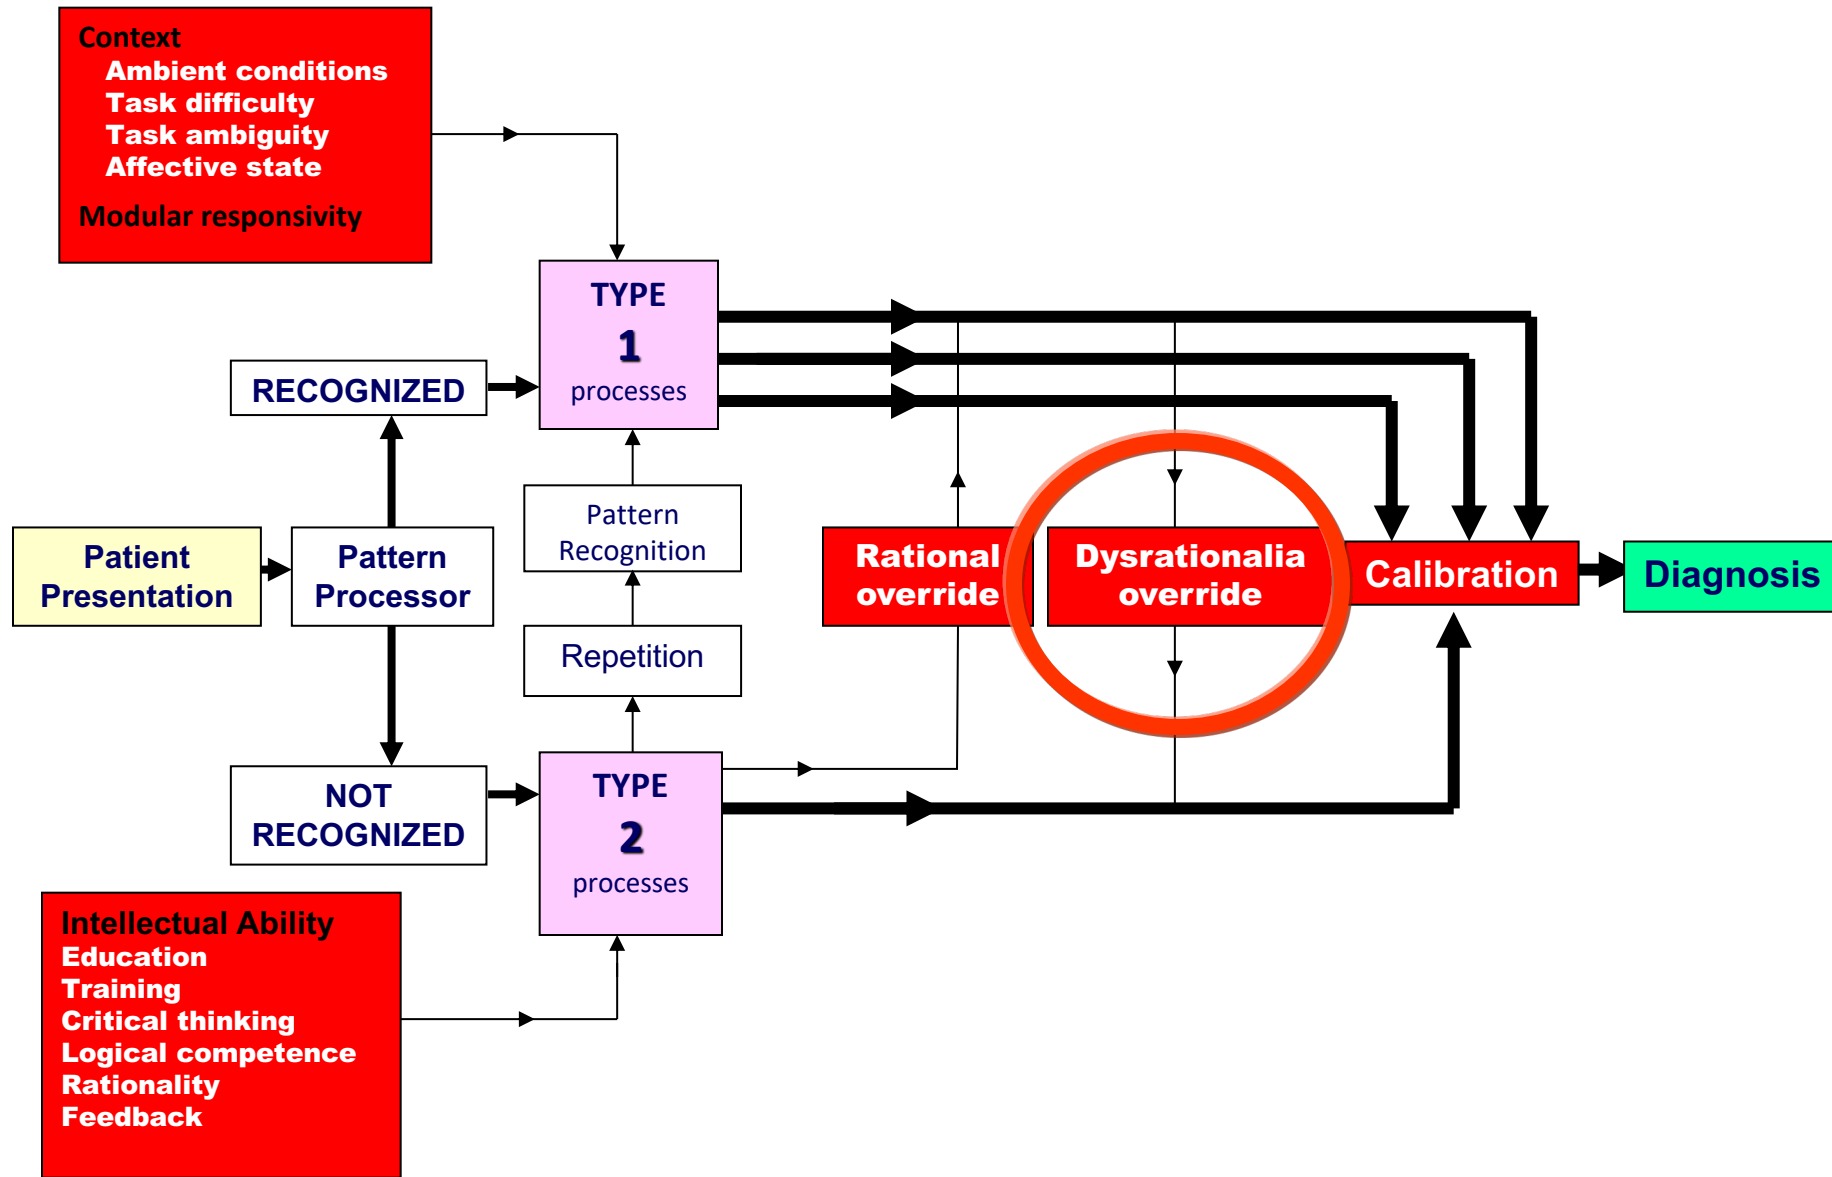 Context
Ambient conditions
Task difficulty
Task ambiguity
Affective state
Modular responsivity
TYPE
1
processes
RECOGNIZED
Pattern
Recognition
Patient
Presentation
Pattern
Processor
Rational
override
Dysrationalia
override
Calibration
Diagnosis
Repetition
NOT
RECOGNIZED
TYPE
2
processes
Intellectual Ability
Education
Training
Critical thinking
Logical competence
Rationality
Feedback